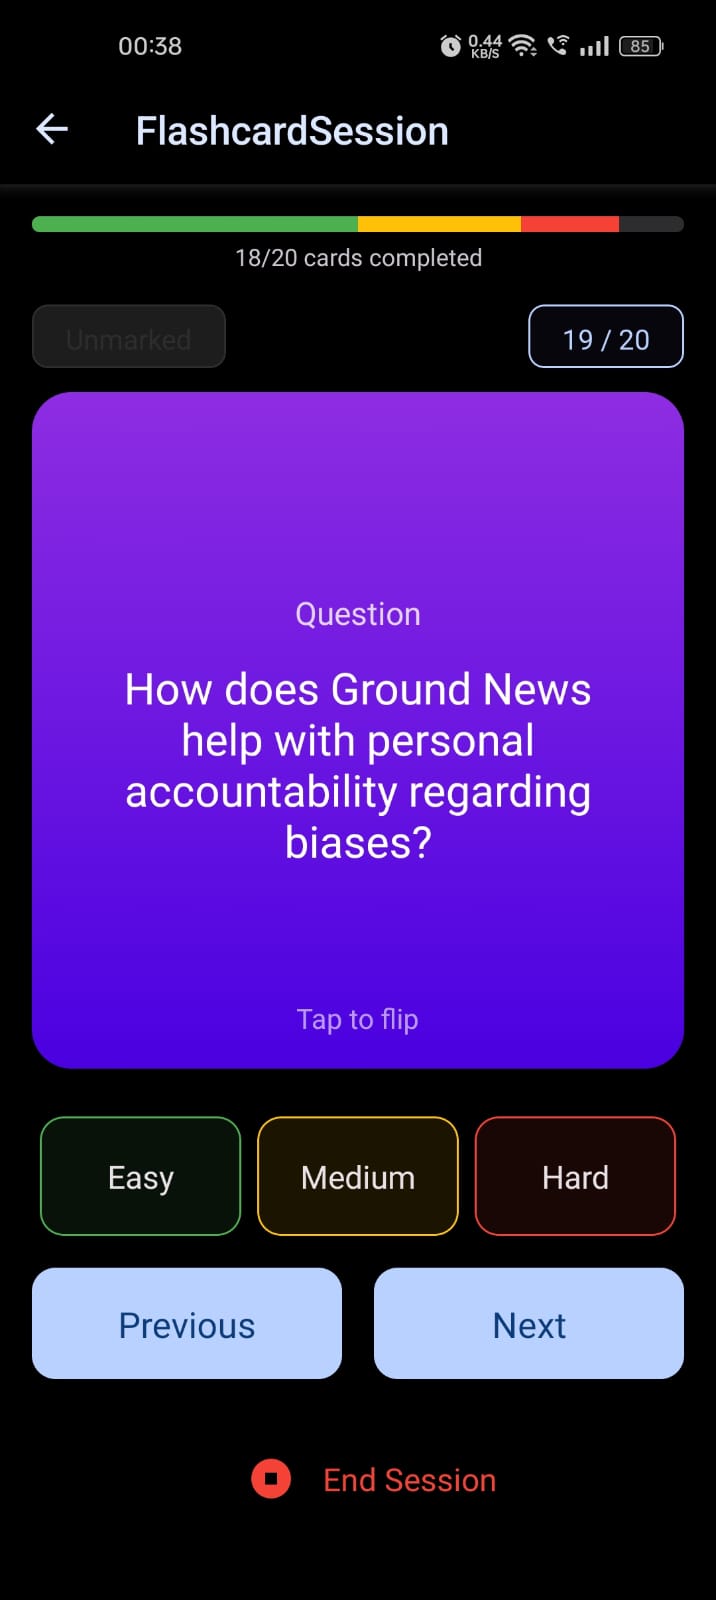 00:38
0.44
KB/S
85
FlashcardSession
18/20 cards completed
Unmarked
19 / 20
Question
How does Ground News
help with personal
accountability regarding
biases?
Tap to flip
Easy
Medium
Hard
Previous
Next
End Session